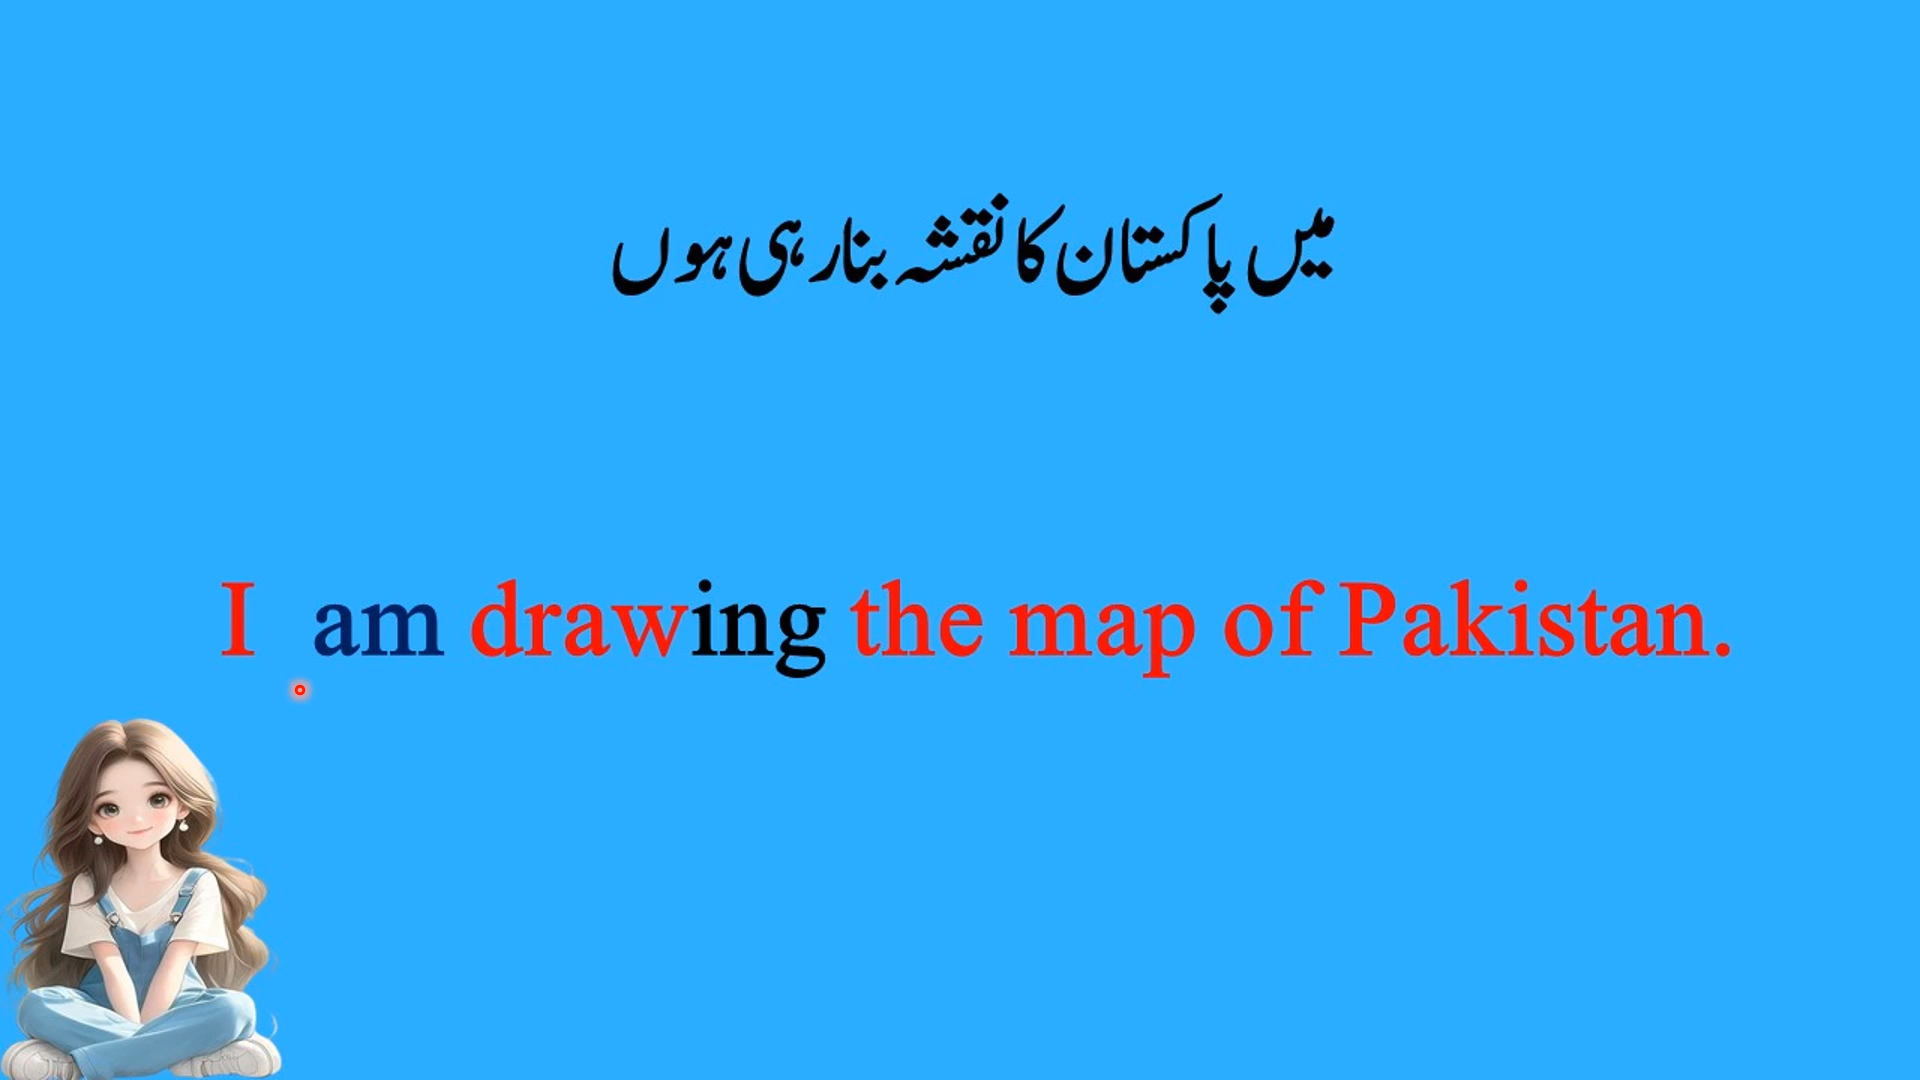 میں پاکستان کا نقشہ بنا رہی ہوں
I am drawing the map of Pakistan.